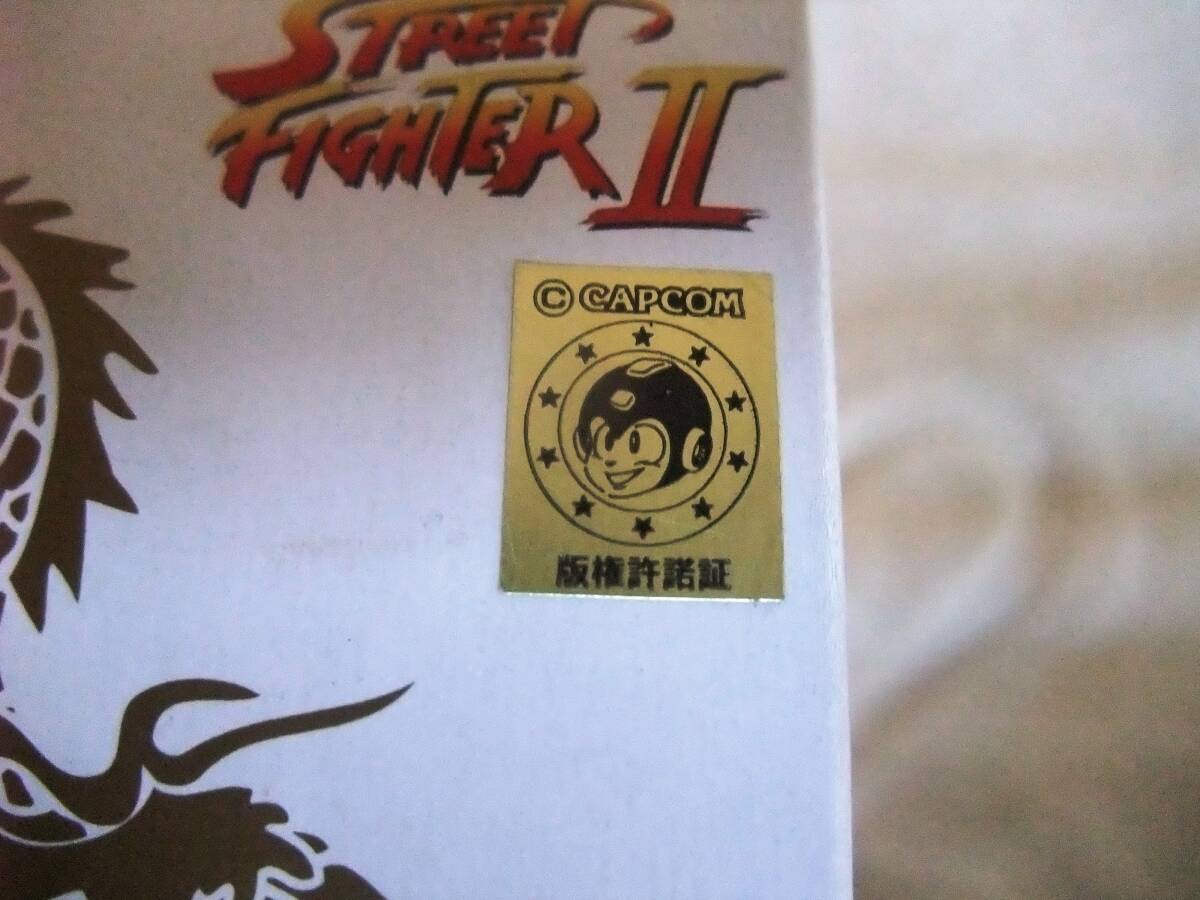 STREET
FIGHTER II
© CAPCOM
版権許諾証